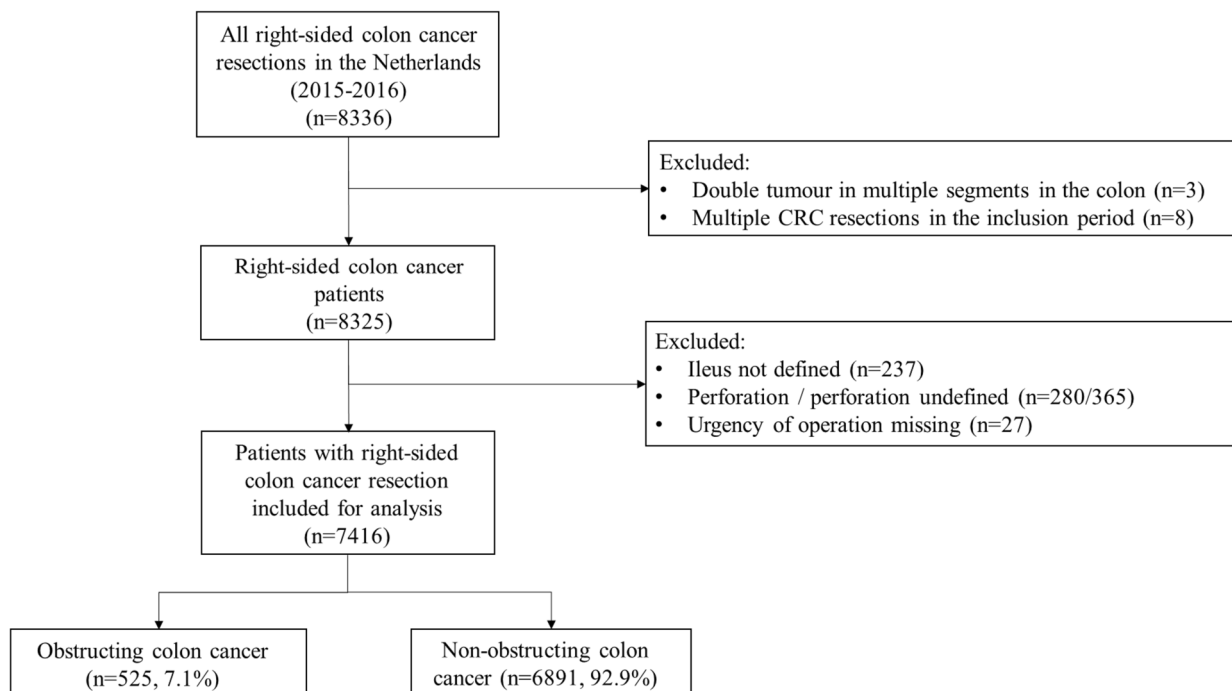 All right-sided colon cancer
resections in the Netherlands
(2015-2016)
(n=8336)
Excluded:
• Double tumour in multiple segments in the colon (n=3)
• Multiple CRC resections in the inclusion period (n=8)
Right-sided colon cancer
patients
(n=8325)
Excluded:
• Ileus not defined (n=237)
• Perforation / perforation undefined (n=280/365)
• Urgency of operation missing (n=27)
Patients with right-sided
colon cancer resection
included for analysis
(n=7416)
Obstructing colon cancer
(n=525, 7.1%)
Non-obstructing colon
cancer (n=6891, 92.9%)